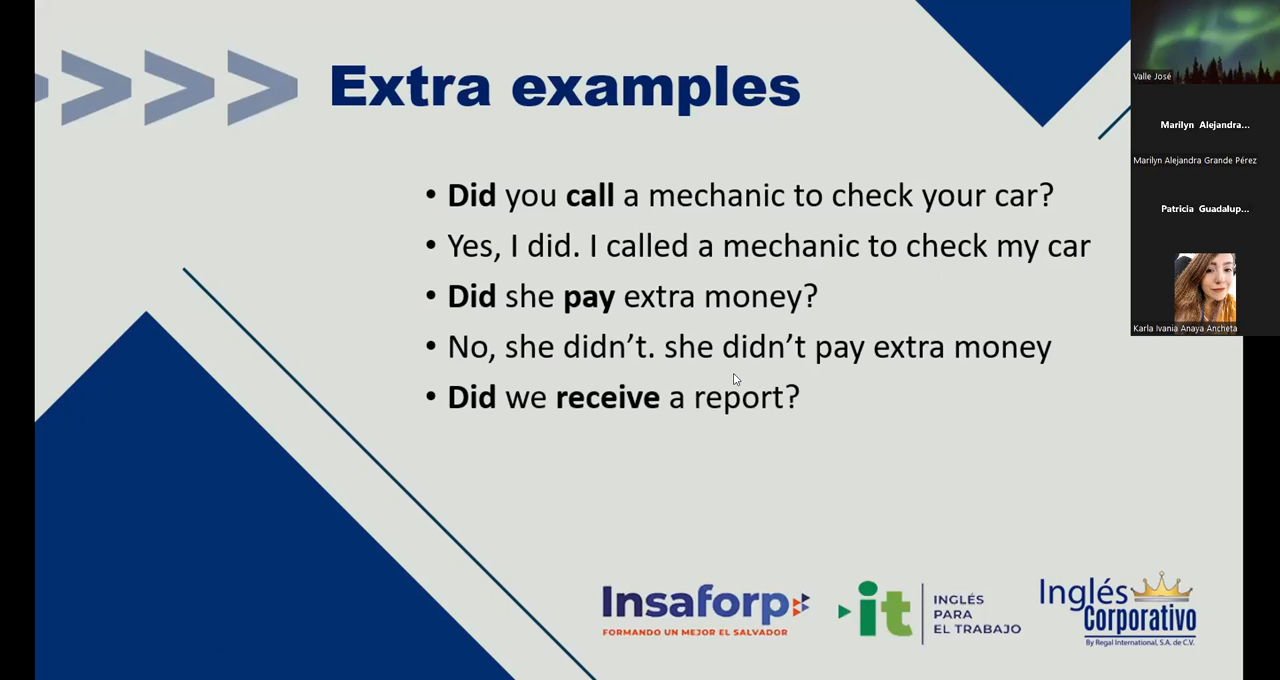 Extra examples
• Did you call a mechanic to check your car?
• Yes, I did. I called a mechanic to check my car
• Did she pay extra money?
• No, she didn’t. she didn’t pay extra money
• Did we receive a report?
Valle José
Marilyn Alejandra...
Marilyn Alejandra Grande Pérez
Patricia Guadalup...
Karla Ivania Anaya Ancheta
Insaforp
FORMANDO UN MEJOR EL SALVADOR
it
INGLÉS
PARA
EL TRABAJO
Inglés
Corporativo
By Regal International, S.A. de C.V.